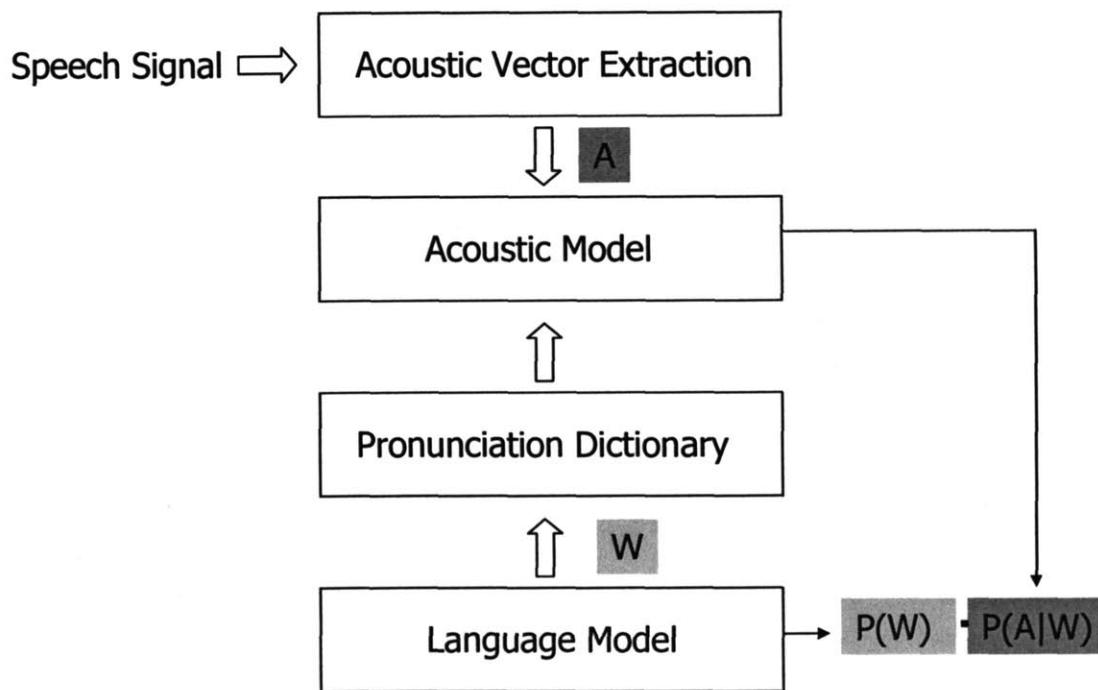 Speech Signal
Acoustic Vector Extraction
A
Acoustic Model
Pronunciation Dictionary
W
Language Model
P(W) · P(A|W)